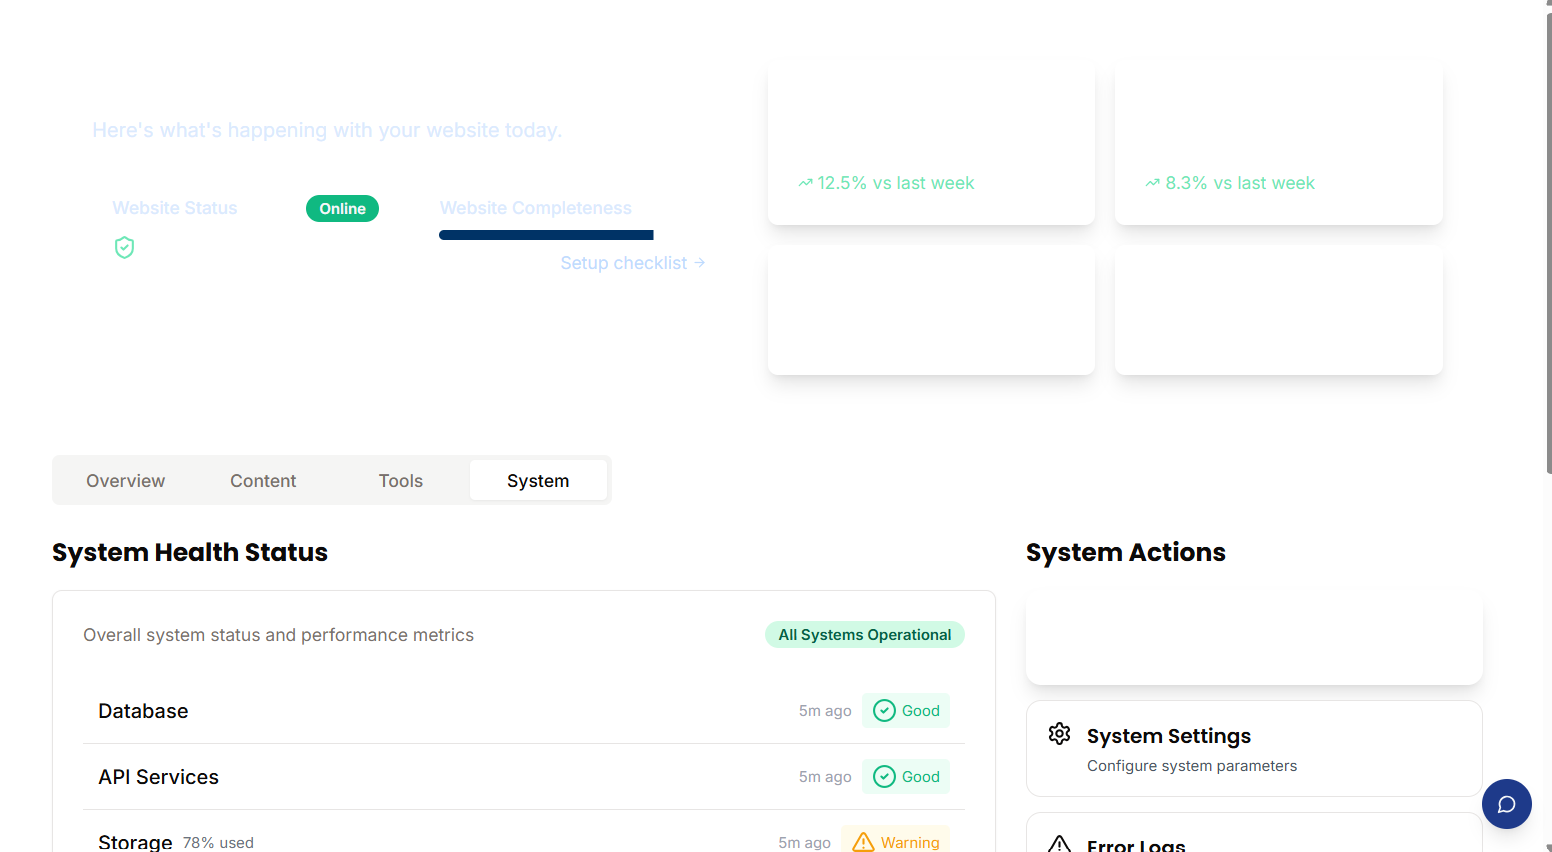 Here's what's happening with your website today.
Website Status
Online
Website Completeness
Setup checklist →
12.5% vs last week
8.3% vs last week
Overview
Content
Tools
System
System Health Status
Overall system status and performance metrics
All Systems Operational
Database
5m ago
Good
API Services
5m ago
Good
Storage 78% used
5m ago
Warning
System Actions
System Settings
Configure system parameters
Error Logs